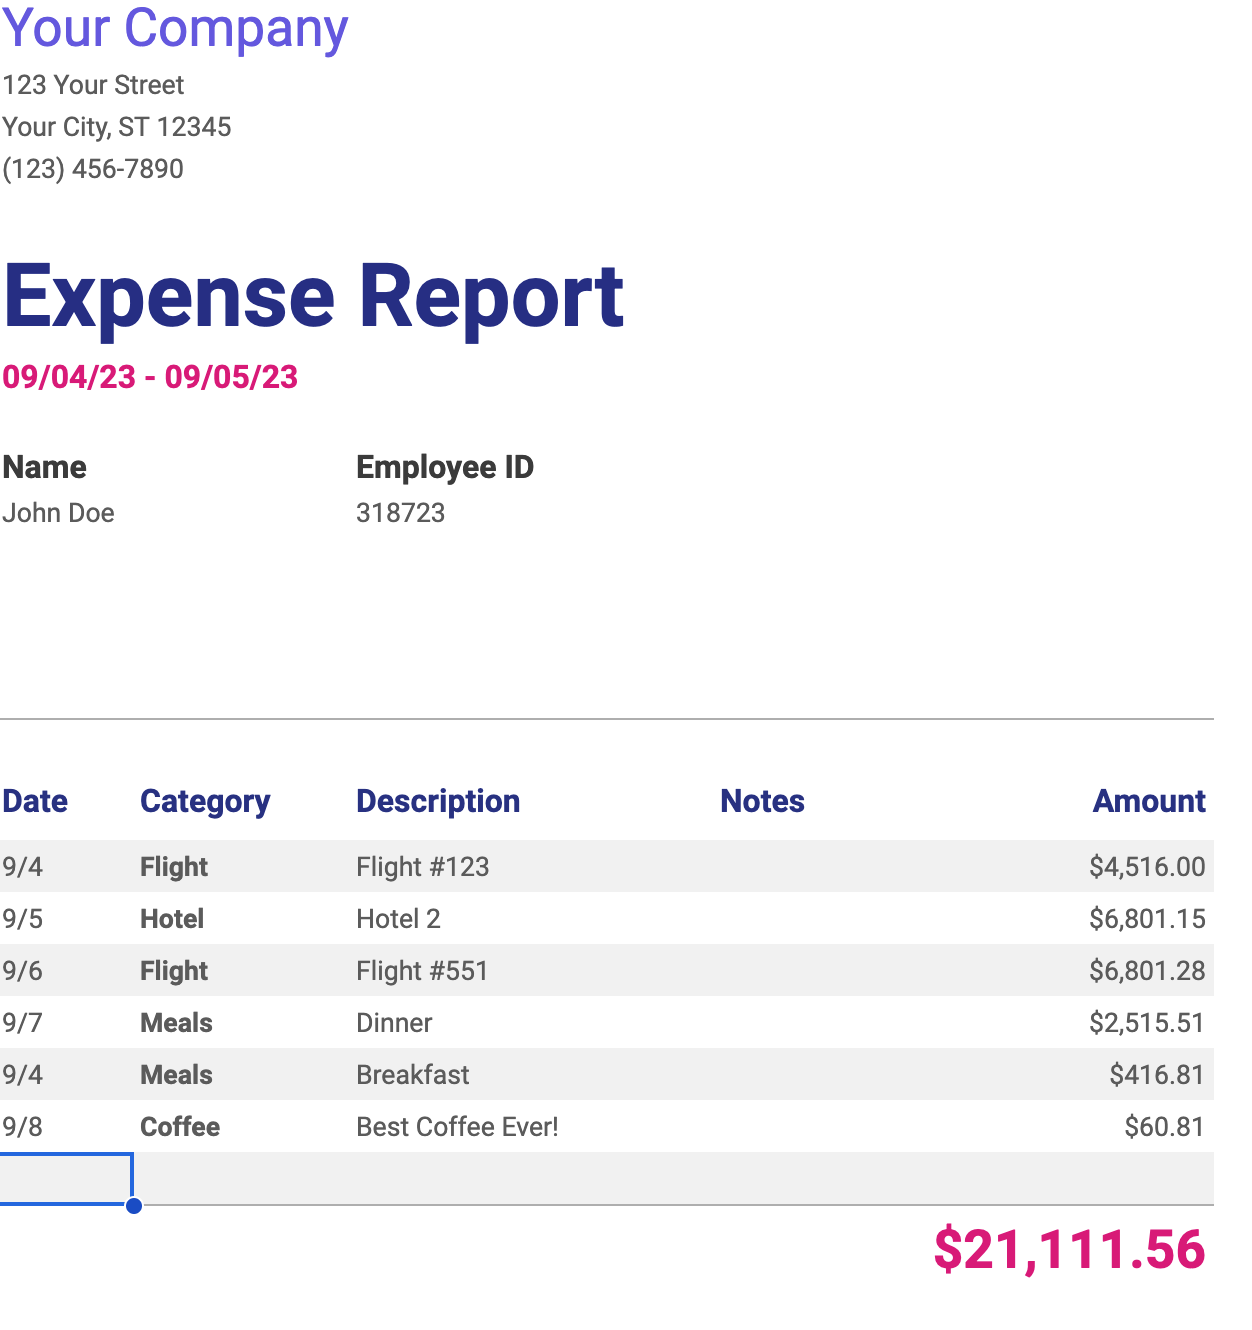 Your Company
123 Your Street
Your City, ST 12345
(123) 456-7890
Expense Report
09/04/23 - 09/05/23
Name Employee ID
John Doe 318723
Date Category Description Notes Amount
9/4 Flight Flight #123 $4,516.00
9/5 Hotel Hotel 2 $6,801.15
9/6 Flight Flight #551 $6,801.28
9/7 Meals Dinner $2,515.51
9/4 Meals Breakfast $416.81
9/8 Coffee Best Coffee Ever! $60.81
$21,111.56